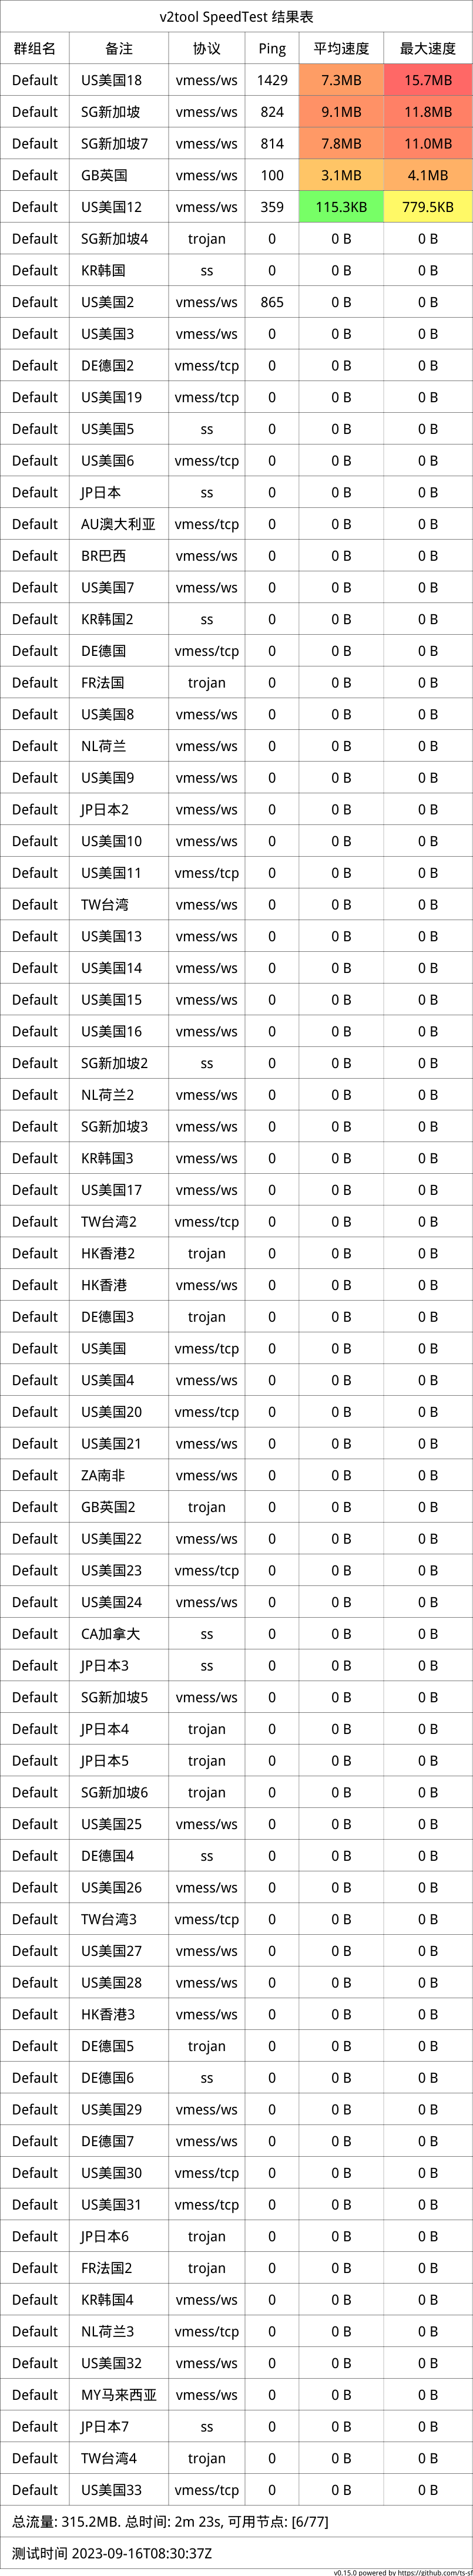 v2tool SpeedTest 结果表
群组名 备注 协议 Ping 平均速度 最大速度
Default US美国18 vmess/ws 1429 7.3MB 15.7MB
Default SG新加坡 vmess/ws 824 9.1MB 11.8MB
Default SG新加坡7 vmess/ws 814 7.8MB 11.0MB
Default GB英国 vmess/ws 100 3.1MB 4.1MB
Default US美国12 vmess/ws 359 115.3KB 779.5KB
Default SG新加坡4 trojan 0 0 B 0 B
Default KR韩国 ss 0 0 B 0 B
Default US美国2 vmess/ws 865 0 B 0 B
Default US美国3 vmess/ws 0 0 B 0 B
Default DE德国2 vmess/tcp 0 0 B 0 B
Default US美国19 vmess/tcp 0 0 B 0 B
Default US美国5 ss 0 0 B 0 B
Default US美国6 vmess/tcp 0 0 B 0 B
Default JP日本 ss 0 0 B 0 B
Default AU澳大利亚 vmess/tcp 0 0 B 0 B
Default BR巴西 vmess/ws 0 0 B 0 B
Default US美国7 vmess/ws 0 0 B 0 B
Default KR韩国2 ss 0 0 B 0 B
Default DE德国 vmess/tcp 0 0 B 0 B
Default FR法国 trojan 0 0 B 0 B
Default US美国8 vmess/ws 0 0 B 0 B
Default NL荷兰 vmess/ws 0 0 B 0 B
Default US美国9 vmess/ws 0 0 B 0 B
Default JP日本2 vmess/ws 0 0 B 0 B
Default US美国10 vmess/ws 0 0 B 0 B
Default US美国11 vmess/tcp 0 0 B 0 B
Default TW台湾 vmess/ws 0 0 B 0 B
Default US美国13 vmess/ws 0 0 B 0 B
Default US美国14 vmess/ws 0 0 B 0 B
Default US美国15 vmess/ws 0 0 B 0 B
Default US美国16 vmess/ws 0 0 B 0 B
Default SG新加坡2 ss 0 0 B 0 B
Default NL荷兰2 vmess/ws 0 0 B 0 B
Default SG新加坡3 vmess/ws 0 0 B 0 B
Default KR韩国3 vmess/ws 0 0 B 0 B
Default US美国17 vmess/ws 0 0 B 0 B
Default TW台湾2 vmess/tcp 0 0 B 0 B
Default HK香港2 trojan 0 0 B 0 B
Default HK香港 vmess/ws 0 0 B 0 B
Default DE德国3 trojan 0 0 B 0 B
Default US美国 vmess/tcp 0 0 B 0 B
Default US美国4 vmess/ws 0 0 B 0 B
Default US美国20 vmess/tcp 0 0 B 0 B
Default US美国21 vmess/ws 0 0 B 0 B
Default ZA南非 vmess/ws 0 0 B 0 B
Default GB英国2 trojan 0 0 B 0 B
Default US美国22 vmess/ws 0 0 B 0 B
Default US美国23 vmess/tcp 0 0 B 0 B
Default US美国24 vmess/ws 0 0 B 0 B
Default CA加拿大 ss 0 0 B 0 B
Default JP日本3 ss 0 0 B 0 B
Default SG新加坡5 vmess/ws 0 0 B 0 B
Default JP日本4 trojan 0 0 B 0 B
Default JP日本5 trojan 0 0 B 0 B
Default SG新加坡6 trojan 0 0 B 0 B
Default US美国25 vmess/ws 0 0 B 0 B
Default DE德国4 ss 0 0 B 0 B
Default US美国26 vmess/ws 0 0 B 0 B
Default TW台湾3 vmess/tcp 0 0 B 0 B
Default US美国27 vmess/ws 0 0 B 0 B
Default US美国28 vmess/ws 0 0 B 0 B
Default HK香港3 vmess/ws 0 0 B 0 B
Default DE德国5 trojan 0 0 B 0 B
Default DE德国6 ss 0 0 B 0 B
Default US美国29 vmess/ws 0 0 B 0 B
Default DE德国7 vmess/ws 0 0 B 0 B
Default US美国30 vmess/tcp 0 0 B 0 B
Default US美国31 vmess/tcp 0 0 B 0 B
Default JP日本6 trojan 0 0 B 0 B
Default FR法国2 trojan 0 0 B 0 B
Default KR韩国4 vmess/ws 0 0 B 0 B
Default NL荷兰3 vmess/tcp 0 0 B 0 B
Default US美国32 vmess/ws 0 0 B 0 B
Default MY马来西亚 vmess/ws 0 0 B 0 B
Default JP日本7 ss 0 0 B 0 B
Default TW台湾4 trojan 0 0 B 0 B
Default US美国33 vmess/tcp 0 0 B 0 B
总流量: 315.2MB. 总时间: 2m 23s, 可用节点: [6/77]
测试时间 2023-09-16T08:30:37Z
v0.15.0 powered by